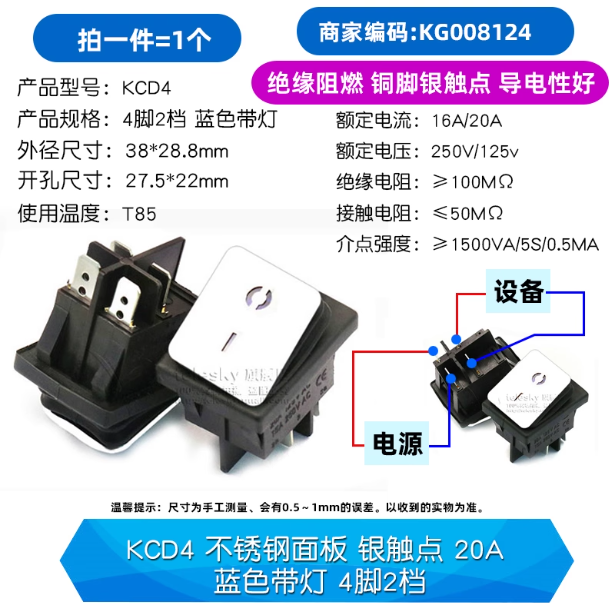 拍一件=1个
商家编码:KG008124
绝缘阻燃 铜脚银触点 导电性好
产品型号: KCD4
产品规格: 4脚2档 蓝色带灯
外径尺寸: 38*28.8mm
开孔尺寸: 27.5*22mm
使用温度: T85
额定电流: 16A/20A
额定电压: 250V/125v
绝缘电阻: ≥100MΩ
接触电阻: ≤50MΩ
介点强度: ≥1500VA/5S/0.5MA
设备
电源
telesky 旗舰
温馨提示: 尺寸为手工测量、会有0.5~1mm的误差。以收到的实物为准。
KCD4 不锈钢面板 银触点 20A
蓝色带灯 4脚2档